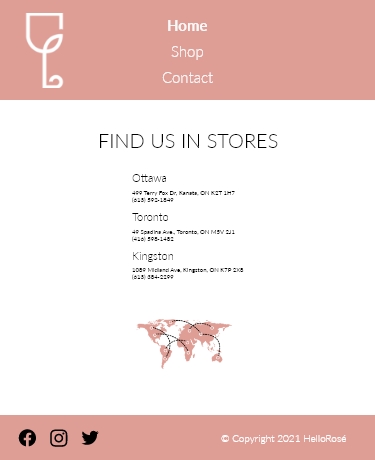 Home
Shop
Contact
FIND US IN STORES
Ottawa
499 Terry Fox Dr, Kanata, ON K2T 1H7
(613) 592-1849
Toronto
49 Spadina Ave., Toronto, ON M5V 2J1
(416) 598-1482
Kingston
1089 Midland Ave, Kingston, ON K7P 2X8
(613) 384-2299
© Copyright 2021 HelloRosé